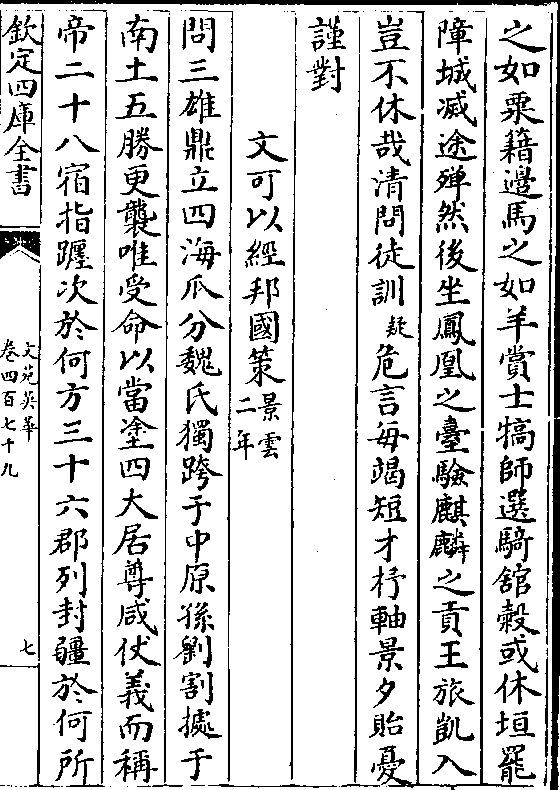 之如粟籍邉馬之如羊賞士犒師選騎舘穀或休垣罷
障城减途殫然後坐鳳凰之臺驗麒麟之貢王旅凱入
豈不休哉清問徒訓疑危言毎竭短才杼軸景夕貽憂
謹對
文可以經邦國策景雲二年
問三雄鼎立四海瓜分魏氏獨跨于中原孫劉割據于
南土五勝更襲唯受命以當塗四大居尊咸仗義而稱
帝二十八宿指躔次於何方三十六郡列封疆於何所
欽定四庫全書
文苑英華
卷四百七十九
七